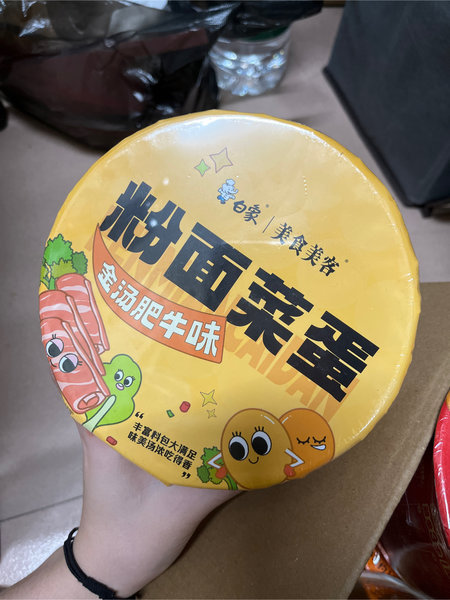 白象 | 美食美客
粉面菜蛋
金汤肥牛味
“丰富料包大满足
味美汤浓吃得香”